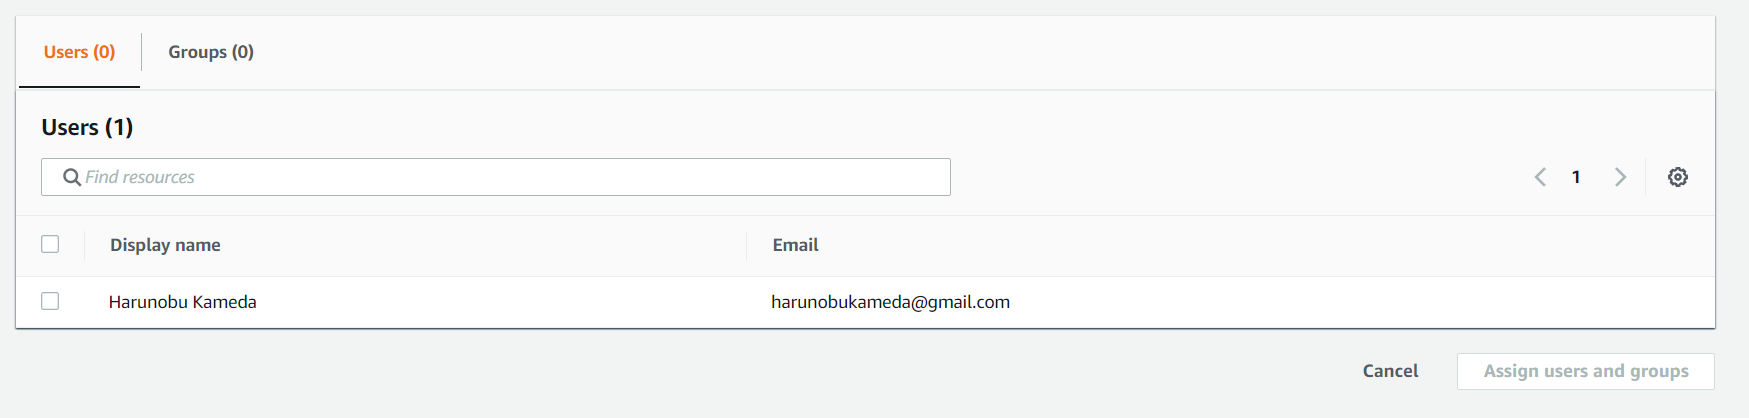 Users (0) Groups (0)
Users (1)
Find resources
1
Display name Email
Harunobu Kameda harunobukameda@gmail.com
Cancel Assign users and groups